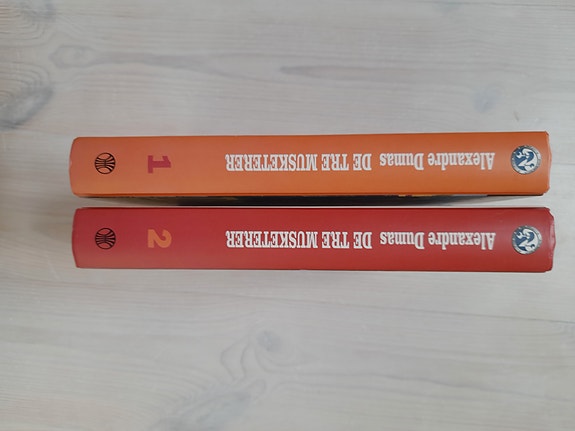 Alexandre Dumas DE TRE MUSKETERER 1
Alexandre Dumas DE TRE MUSKETERER 2